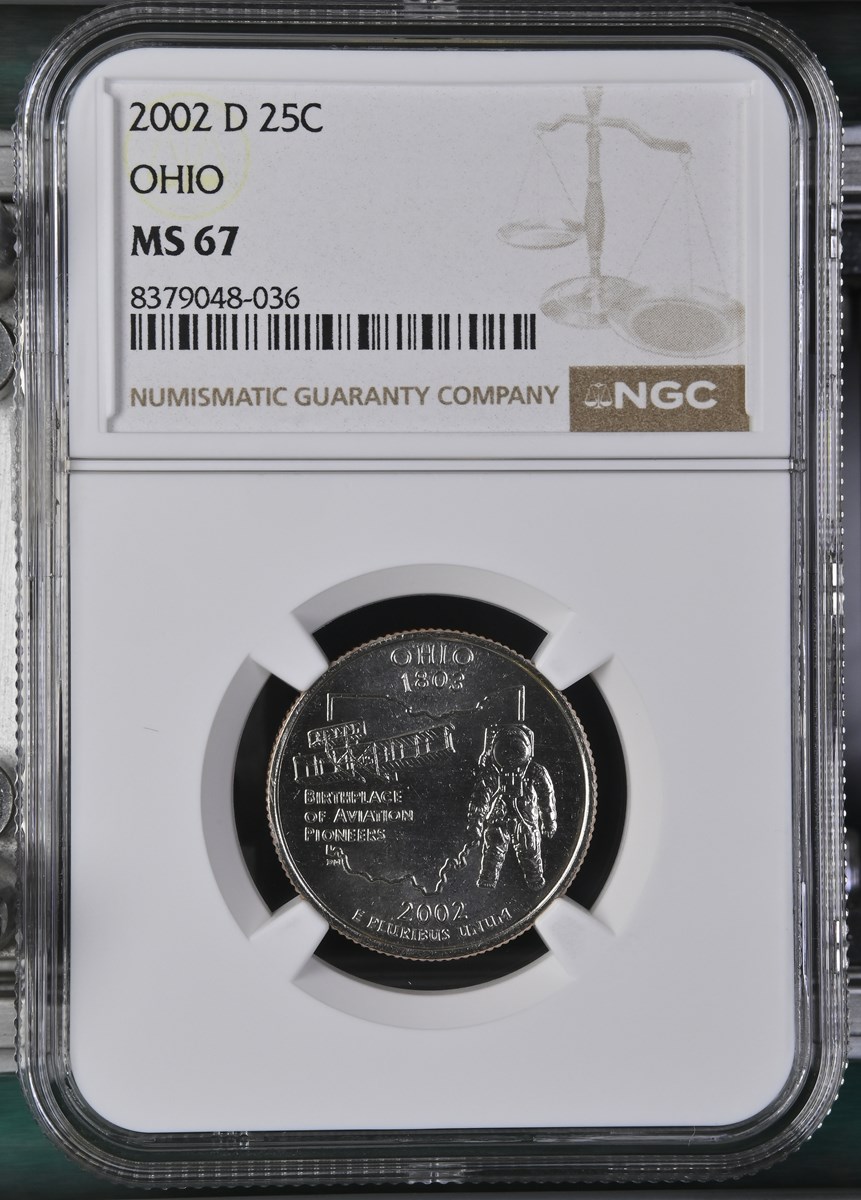 2002 D 25C
OHIO
MS 67
8379048-036
NUMISMATIC GUARANTY COMPANY
NGC
OHIO
1803
BIRTHPLACE
OF AVIATION
PIONEERS
2002
E PLURIBUS UNUM